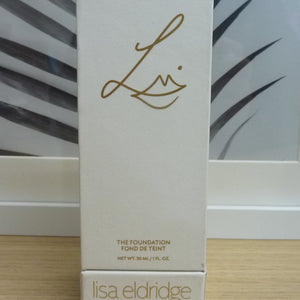 THE FOUNDATION
FOND DE TEINT
NET WT. 30 ML / 1 FL. OZ.
lisa eldridge